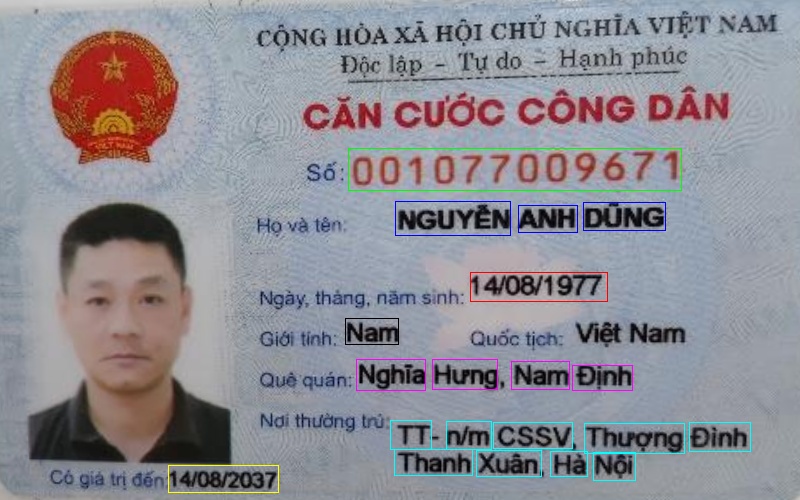 CỘNG HÒA XÃ HỘI CHỦ NGHĨA VIỆT NAM
Độc lập - Tự do - Hạnh phúc
CĂN CƯỚC CÔNG DÂN
Số: 001077009671
Họ và tên: NGUYỄN ANH DŨNG
Ngày, tháng, năm sinh: 14/08/1977
Giới tính: Nam Quốc tịch: Việt Nam
Quê quán: Nghĩa Hưng, Nam Định
Nơi thường trú: TT- n/m CSSV, Thượng Đình
Thanh Xuân, Hà Nội
Có giá trị đến: 14/08/2037